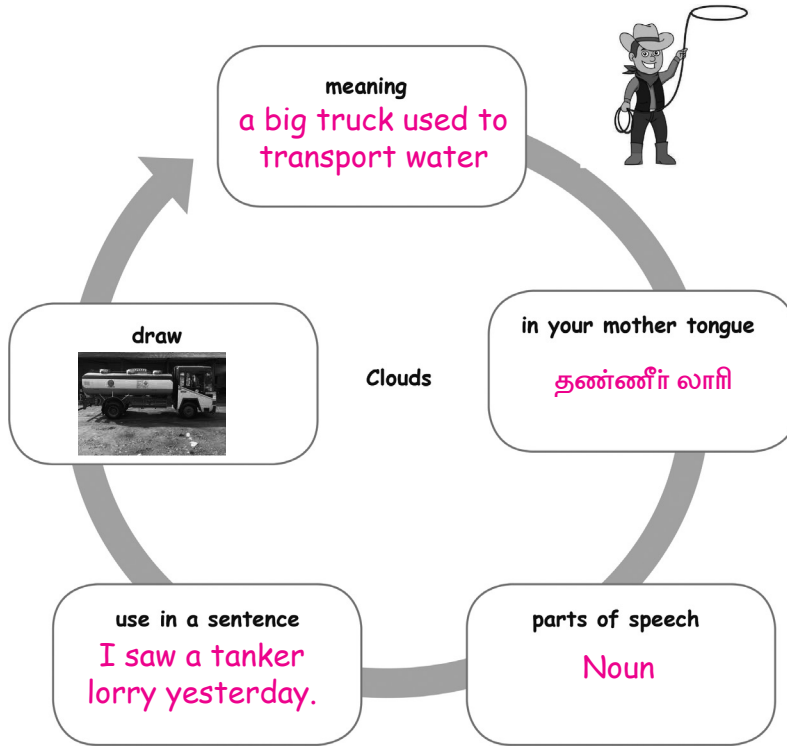 meaning
a big truck used to
transport water
in your mother tongue
தண்ணீர் லாரி
parts of speech
Noun
use in a sentence
I saw a tanker
lorry yesterday.
draw
Clouds